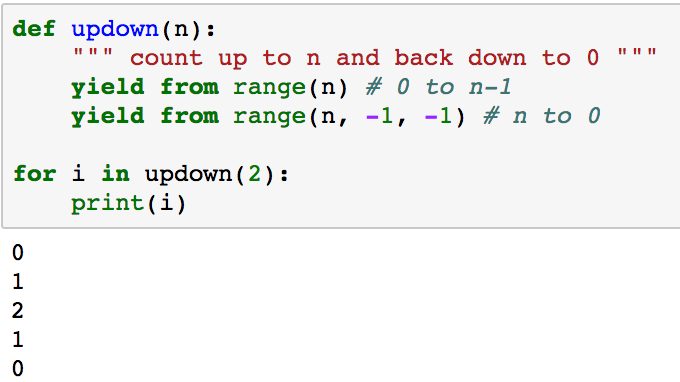 def updown(n):
    """ count up to n and back down to 0 """
    yield from range(n) # 0 to n-1
    yield from range(n, -1, -1) # n to 0
for i in updown(2):
    print(i)
0
1
2
1
0